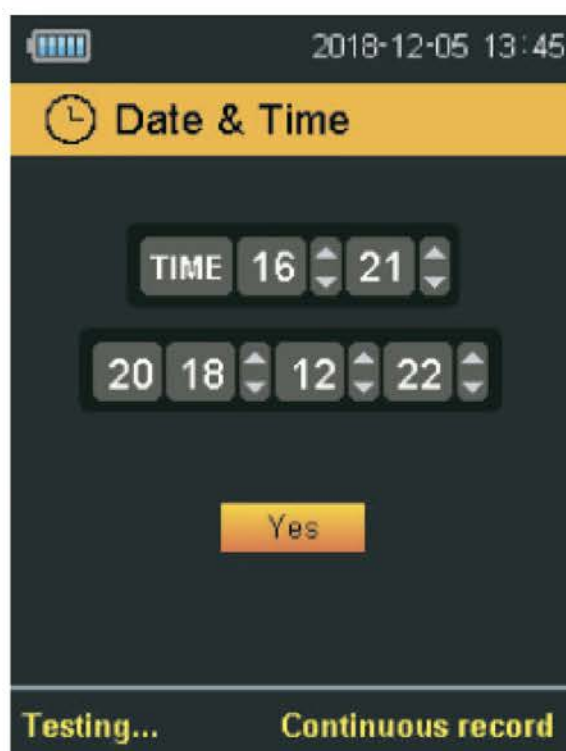 2018-12-05 13:45
Date & Time
TIME 16 21
20 18 12 22
Yes
Testing... Continuous record